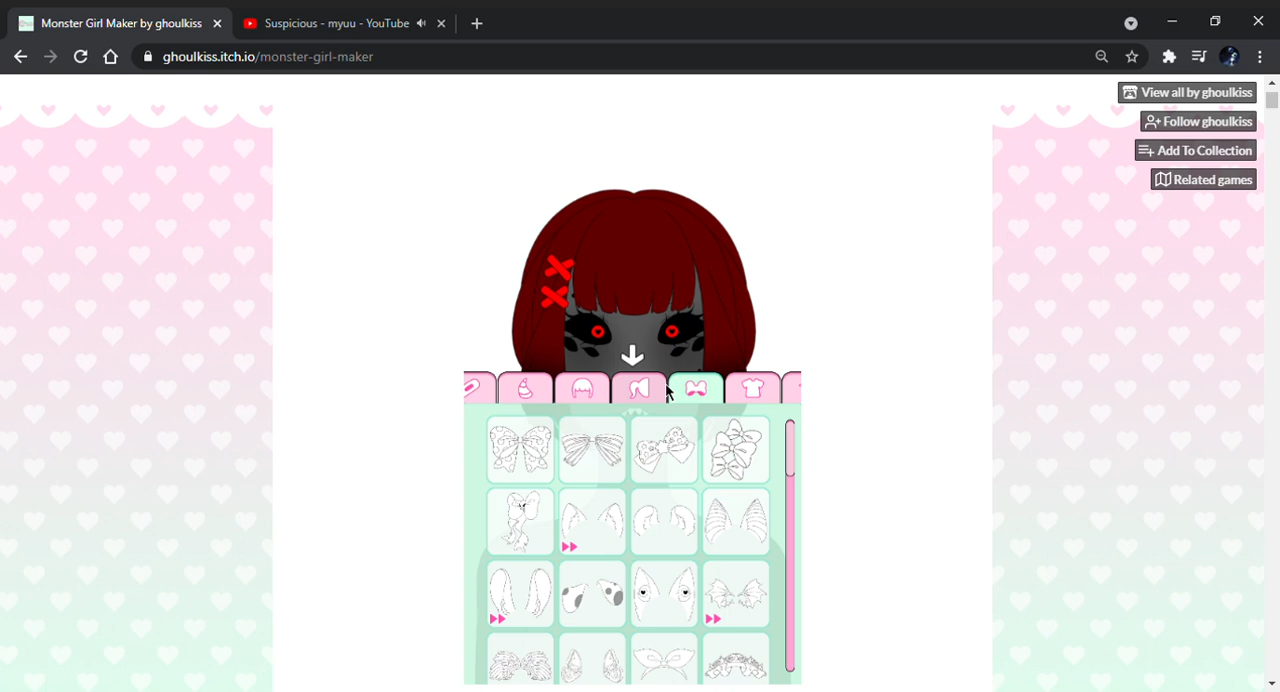 Monster Girl Maker by ghoulkiss
Suspicious - myuu - YouTube
ghoulkiss.itch.io/monster-girl-maker
View all by ghoulkiss
Follow ghoulkiss
Add To Collection
Related games